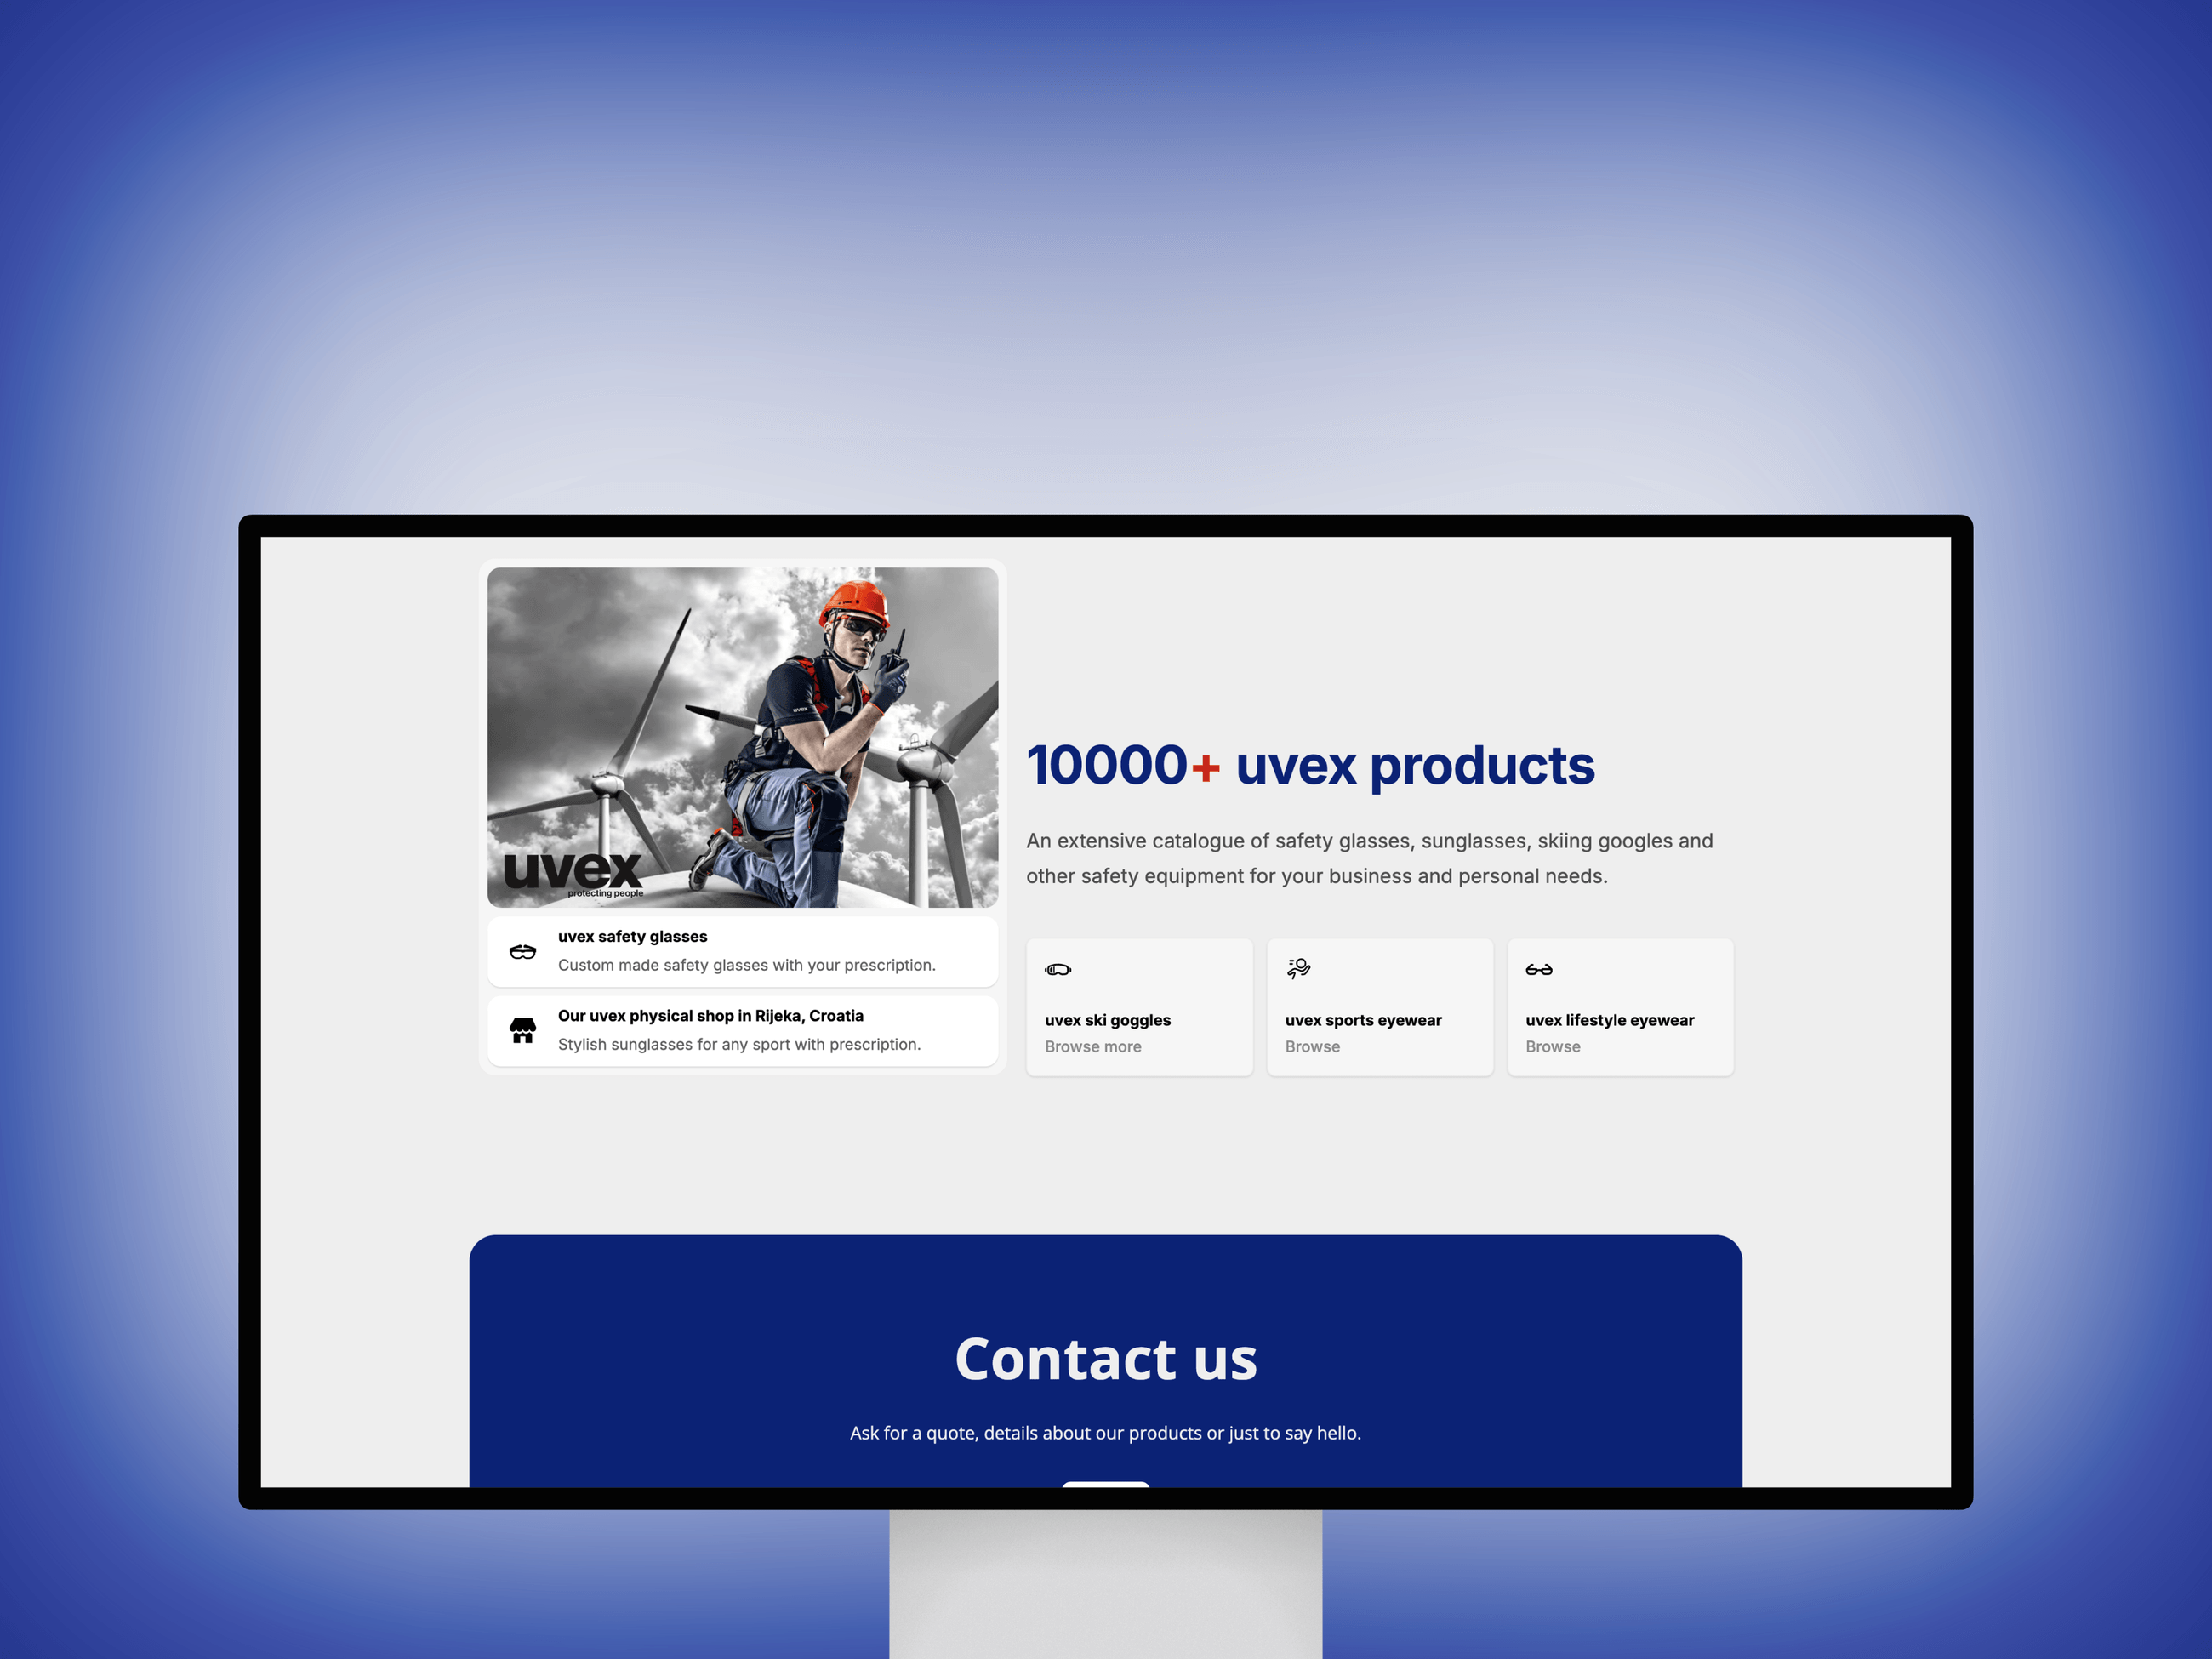 uvex
uvex
protecting people
uvex safety glasses
Custom made safety glasses with your prescription.
Our uvex physical shop in Rijeka, Croatia
Stylish sunglasses for any sport with prescription.
10000+ uvex products
An extensive catalogue of safety glasses, sunglasses, skiing googles and
other safety equipment for your business and personal needs.
uvex ski goggles
Browse more
uvex sports eyewear
Browse
uvex lifestyle eyewear
Browse
Contact us
Ask for a quote, details about our products or just to say hello.